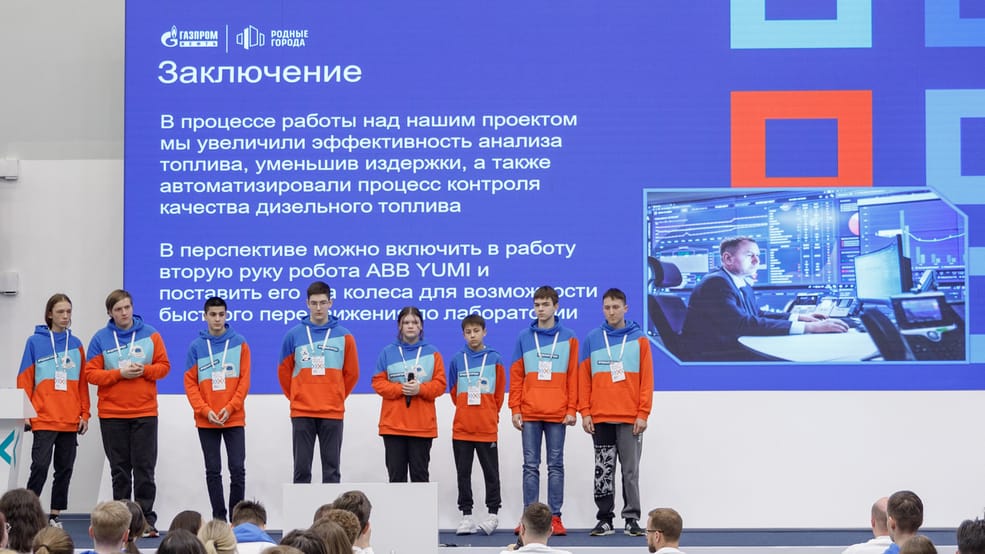 ГАЗПРОМ
НЕФТЬ
РОДНЫЕ
ГОРОДА
Заключение
В процессе работы над нашим проектом
мы увеличили эффективность анализа
топлива, уменьшив издержки, а также
автоматизировали процесс контроля
качества дизельного топлива
В перспективе можно включить в работу
вторую руку робота ABB YUMI и
поставить его на колеса для возможности
быстрого передвижению по лаборатории